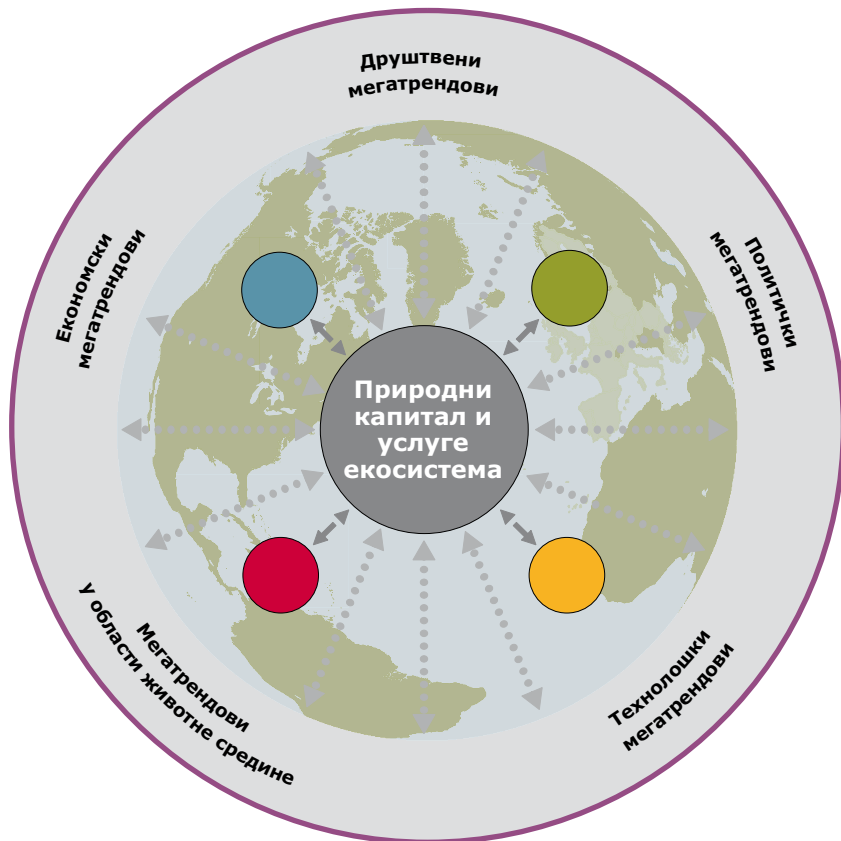 Друштвени
мегатрендови
Економски
мегатрендови
Политички
мегатрендови
Природни
капитал и
услуге
екосистема
Мегатрендови
у области животне средине
Технолошки
мегатрендови